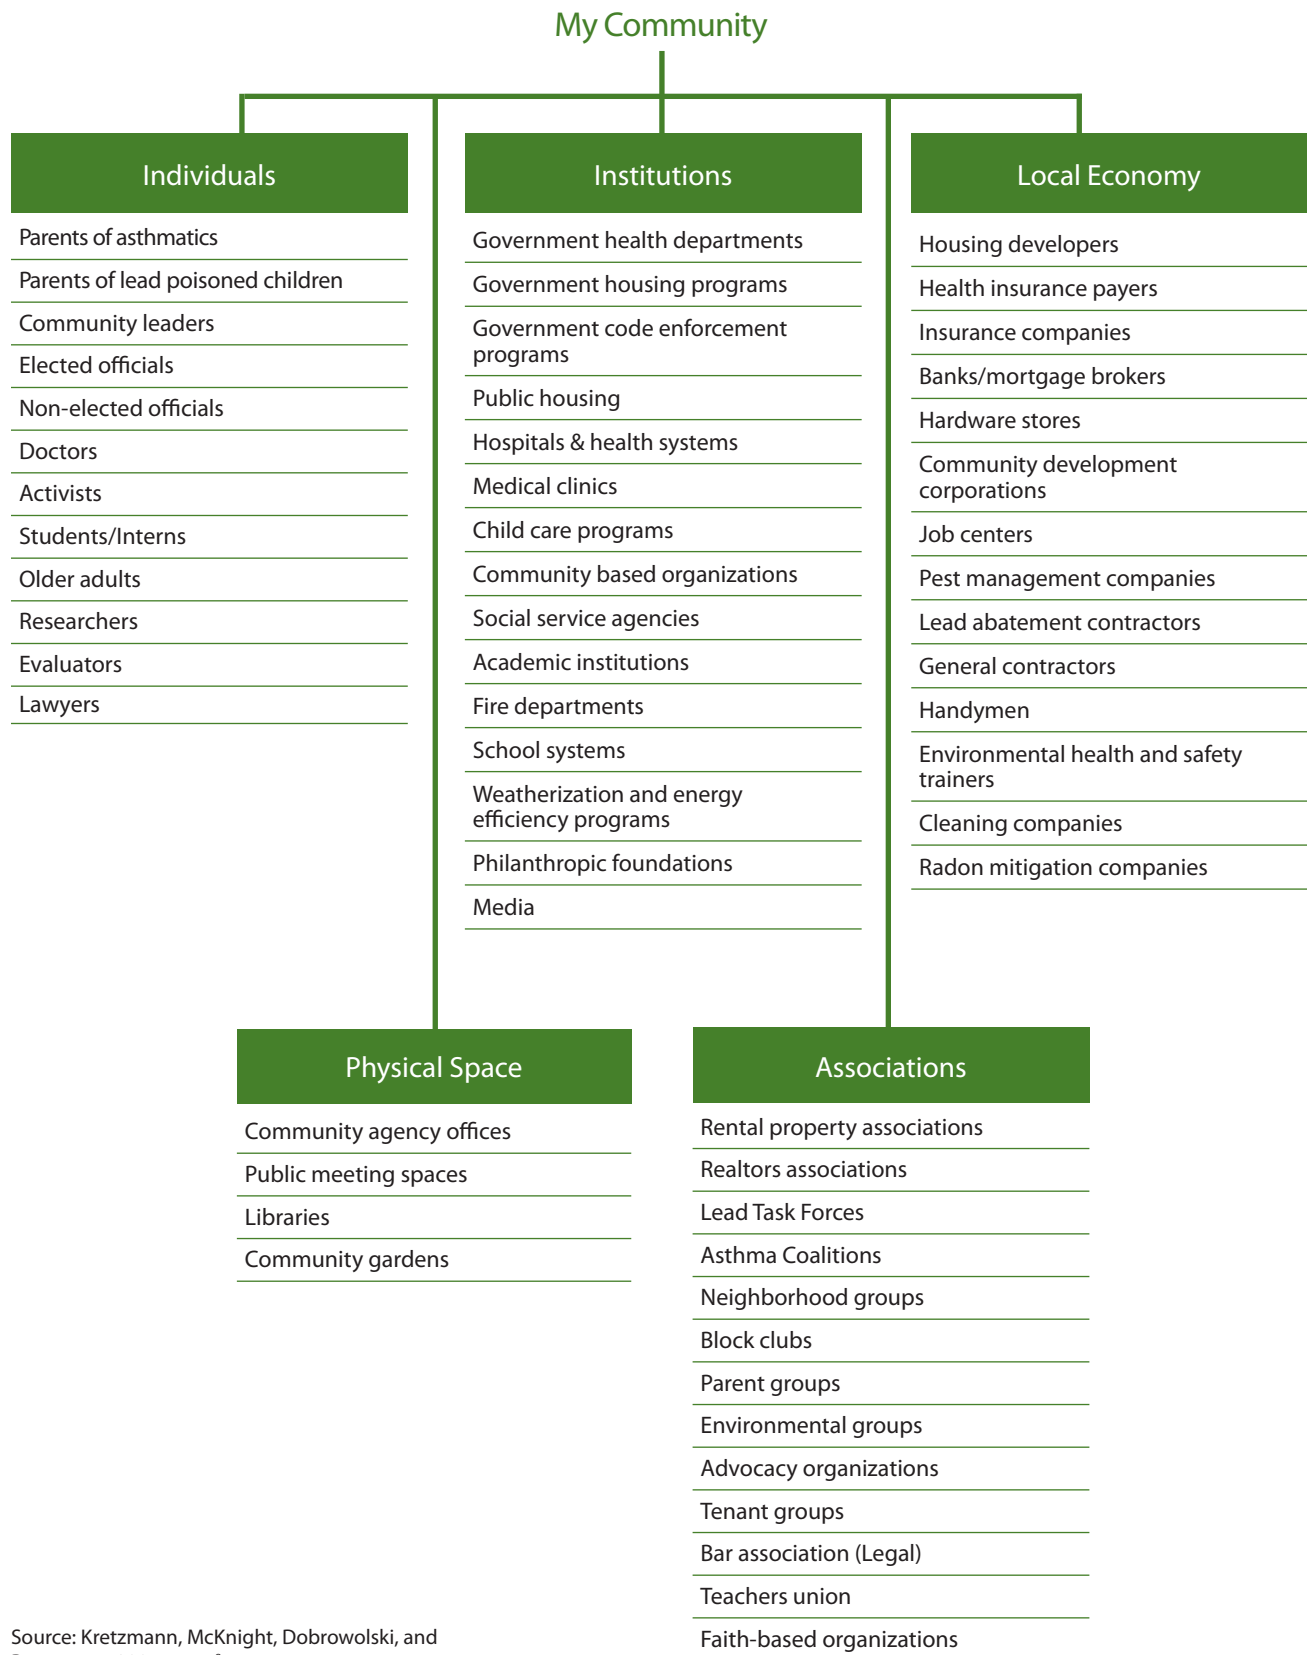 My Community
Individuals
Parents of asthmatics
Parents of lead poisoned children
Community leaders
Elected officials
Non-elected officials
Doctors
Activists
Students/Interns
Older adults
Researchers
Evaluators
Lawyers
Institutions
Government health departments
Government housing programs
Government code enforcement
programs
Public housing
Hospitals & health systems
Medical clinics
Child care programs
Community based organizations
Social service agencies
Academic institutions
Fire departments
School systems
Weatherization and energy
efficiency programs
Philanthropic foundations
Media
Local Economy
Housing developers
Health insurance payers
Insurance companies
Banks/mortgage brokers
Hardware stores
Community development
corporations
Job centers
Pest management companies
Lead abatement contractors
General contractors
Handymen
Environmental health and safety
trainers
Cleaning companies
Radon mitigation companies
Physical Space
Community agency offices
Public meeting spaces
Libraries
Community gardens
Associations
Rental property associations
Realtors associations
Lead Task Forces
Asthma Coalitions
Neighborhood groups
Block clubs
Parent groups
Environmental groups
Advocacy organizations
Tenant groups
Bar association (Legal)
Teachers union
Faith-based organizations
Source: Kretzmann, McKnight, Dobrowolski, and